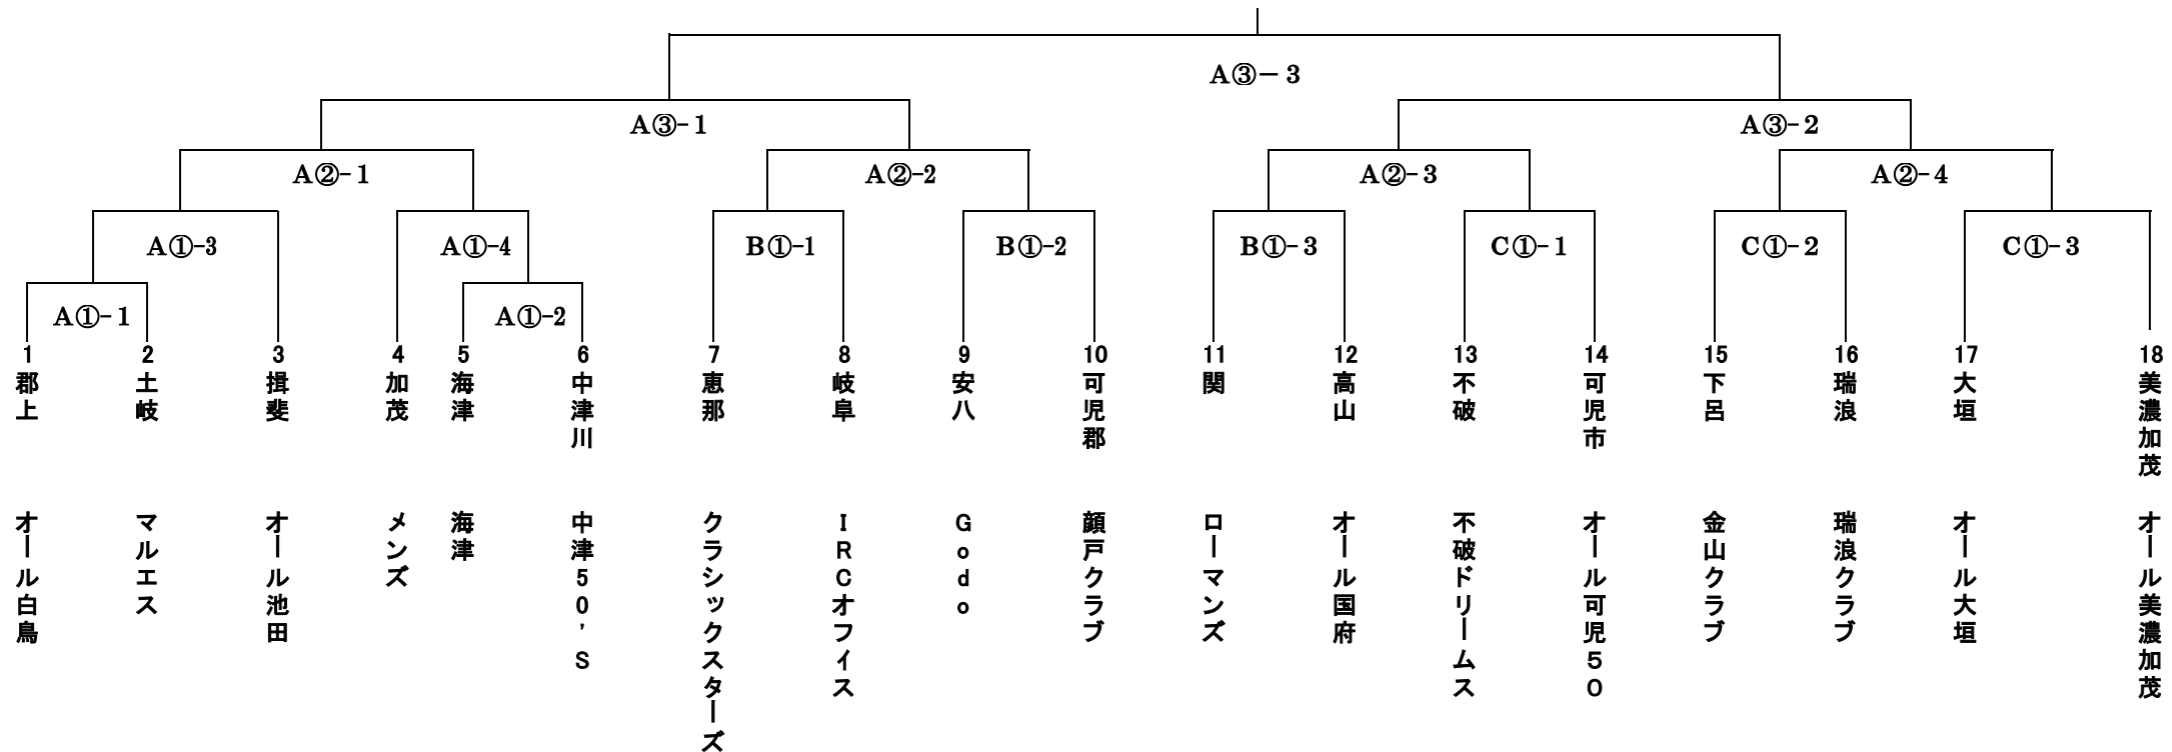 A③－3
A③-1
A③-2
A②-1
A②-2
A②-3
A②-4
A①-3
A①-4
B①-1
B①-2
B①-3
C①-1
C①-2
C①-3
A①-1
A①-2
1
郡上
オール白鳥
2
土岐
マルエス
3
揖斐
オール池田
4
加茂
メンズ
5
海津
海津
6
中津川
中津50’S
7
恵那
クラシックスターズ
8
岐阜
IRCオフィス
9
安八
Godo
10
可児郡
顔戸クラブ
11
関
ローマンズ
12
高山
オール国府
13
不破
不破ドリームス
14
可児市
オール可児50
15
下呂
金山クラブ
16
瑞浪
瑞浪クラブ
17
大垣
オール大垣
18
美濃加茂
オール美濃加茂